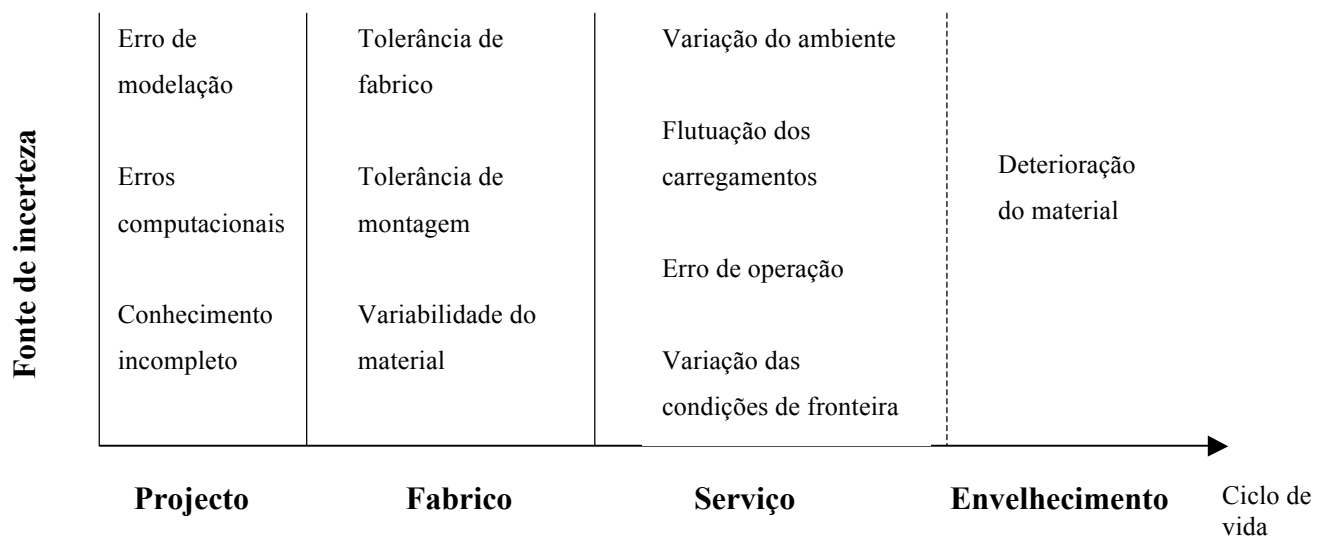 Fonte de incerteza
Erro de
modelação
Erros
computacionais
Conhecimento
incompleto
Tolerância de
fabrico
Tolerância de
montagem
Variabilidade do
material
Variação do ambiente
Flutuação dos
carregamentos
Erro de operação
Variação das
condições de fronteira
Deterioração
do material
Projecto
Fabrico
Serviço
Envelhecimento
Ciclo de
vida